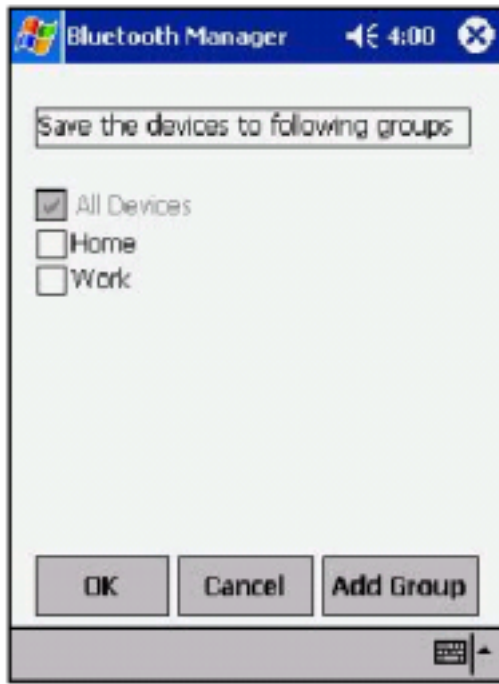 Bluetooth Manager 4:00
Save the devices to following groups
All Devices
Home
Work
OK Cancel Add Group